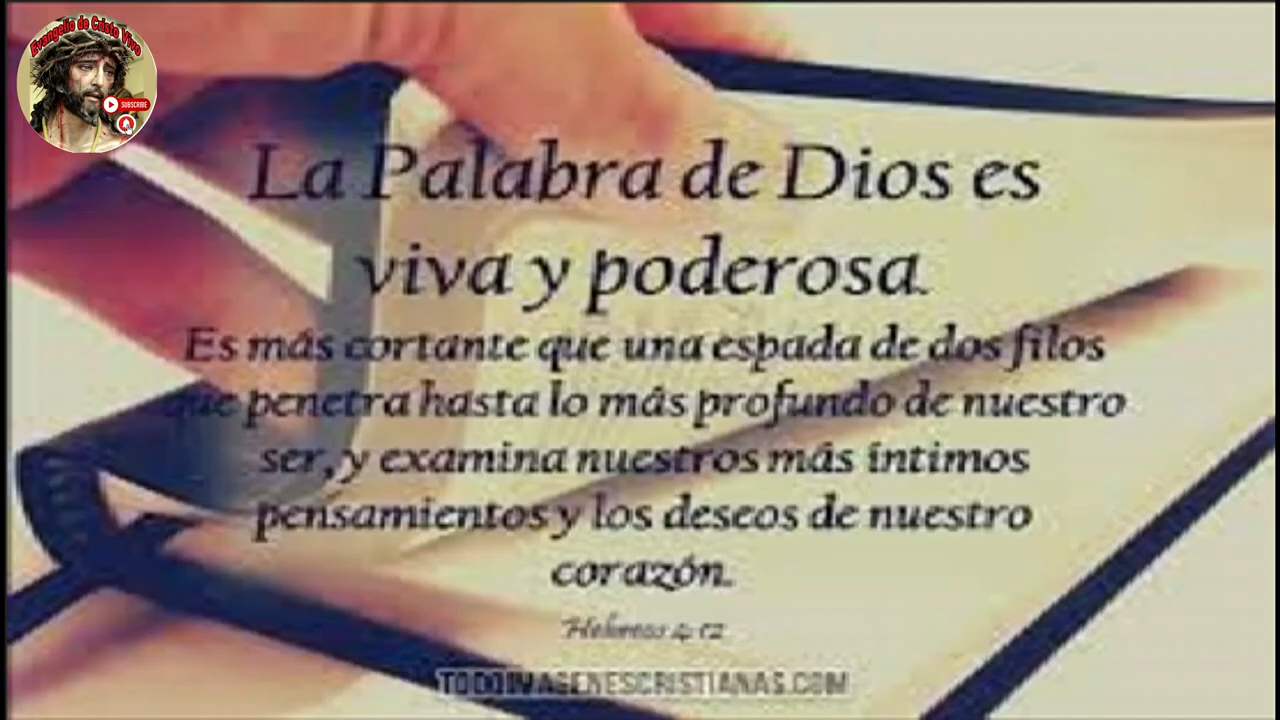 Evangelio de Cristo Vivo
SUBSCRIBE
La Palabra de Dios es
viva y poderosa.
Es más cortante que una espada de dos filos
que penetra hasta lo más profundo de nuestro
ser, y examina nuestros más íntimos
pensamientos y los deseos de nuestro
corazón.
Hebreos 4:12
TODOIMAGENESCRISTIANAS.COM